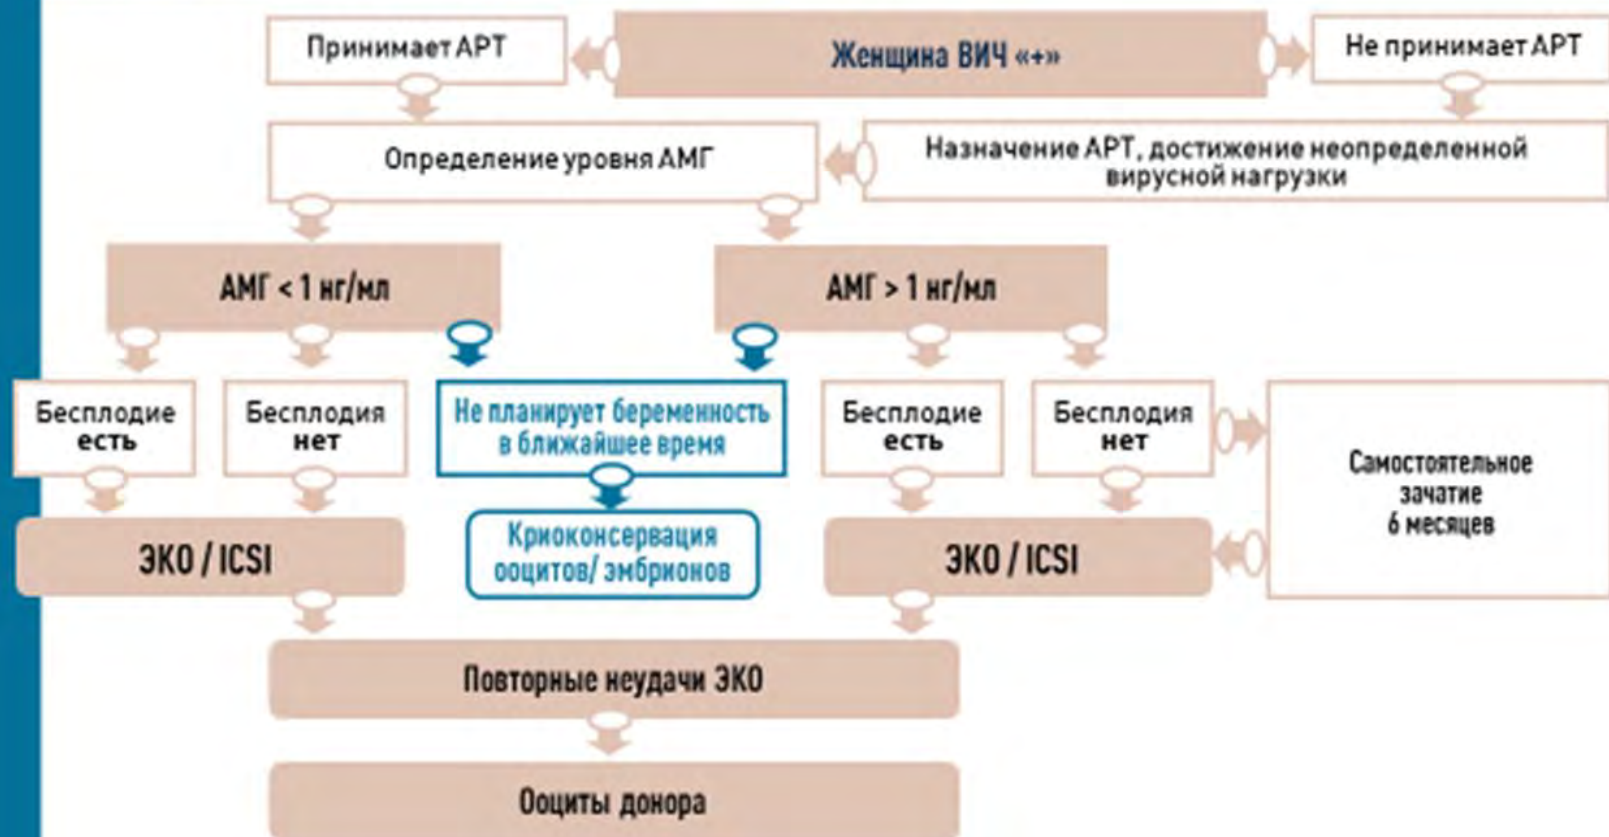 Принимает АРТ
Женщина ВИЧ «+»
Не принимает АРТ
Определение уровня АМГ
Назначение АРТ, достижение неопределенной
вирусной нагрузки
АМГ < 1 нг/мл
АМГ > 1 нг/мл
Бесплодие
есть
Бесплодия
нет
Не планирует беременность
в ближайшее время
Бесплодие
есть
Бесплодия
нет
Самостоятельное
зачатие
6 месяцев
ЭКО / ICSI
Криоконсервация
ооцитов/ эмбрионов
ЭКО / ICSI
Повторные неудачи ЭКО
Ооциты донора